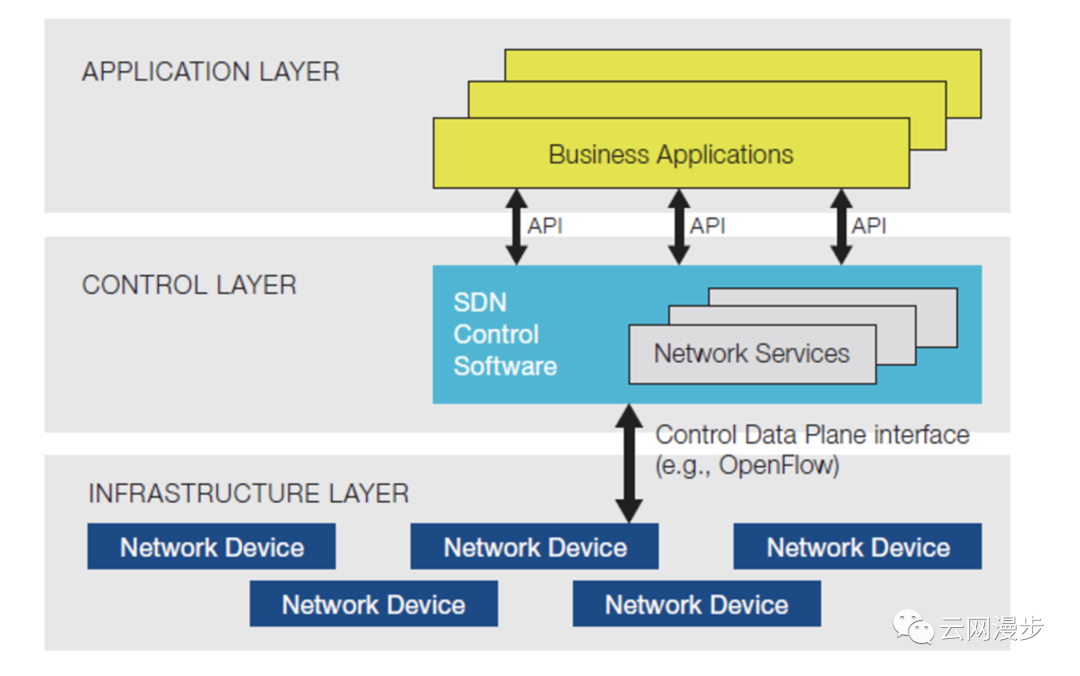 APPLICATION LAYER
Business Applications
API
API
API
CONTROL LAYER
SDN
Control
Software
Network Services
Control Data Plane interface
(e.g., OpenFlow)
INFRASTRUCTURE LAYER
Network Device
Network Device
Network Device
Network Device
Network Device
云网漫步